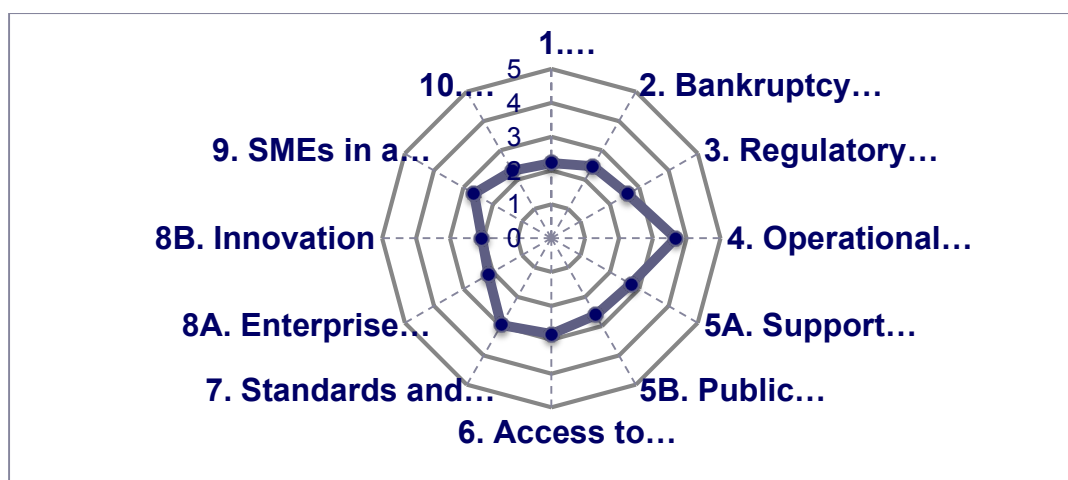 1.…
2. Bankruptcy…
3. Regulatory…
4. Operational…
5A. Support…
5B. Public…
6. Access to…
7. Standards and…
8A. Enterprise…
8B. Innovation
9. SMEs in a…
10.…
5
4
3
2
1
0